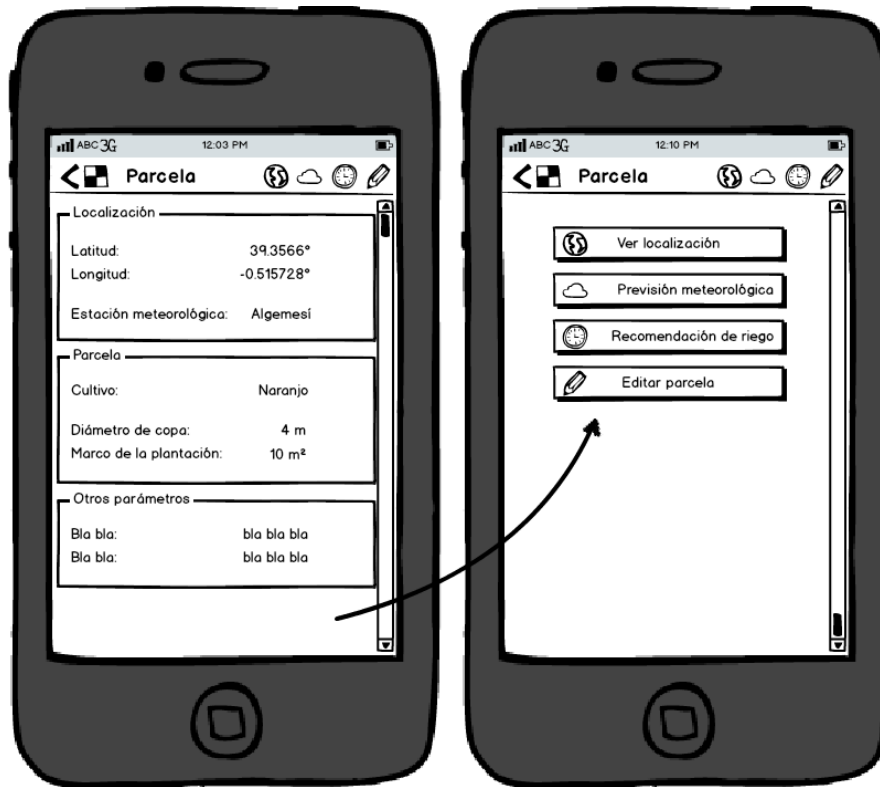 ABC 3G 12:03 PM
Parcela
Localización
Latitud: 39.3566°
Longitud: -0.515728°
Estación meteorológica: Algemesí
Parcela
Cultivo: Naranjo
Diámetro de copa: 4 m
Marco de la plantación: 10 m²
Otros parámetros
Bla bla: bla bla bla
Bla bla: bla bla bla
ABC 3G 12:10 PM
Parcela
Ver localización
Previsión meteorológica
Recomendación de riego
Editar parcela